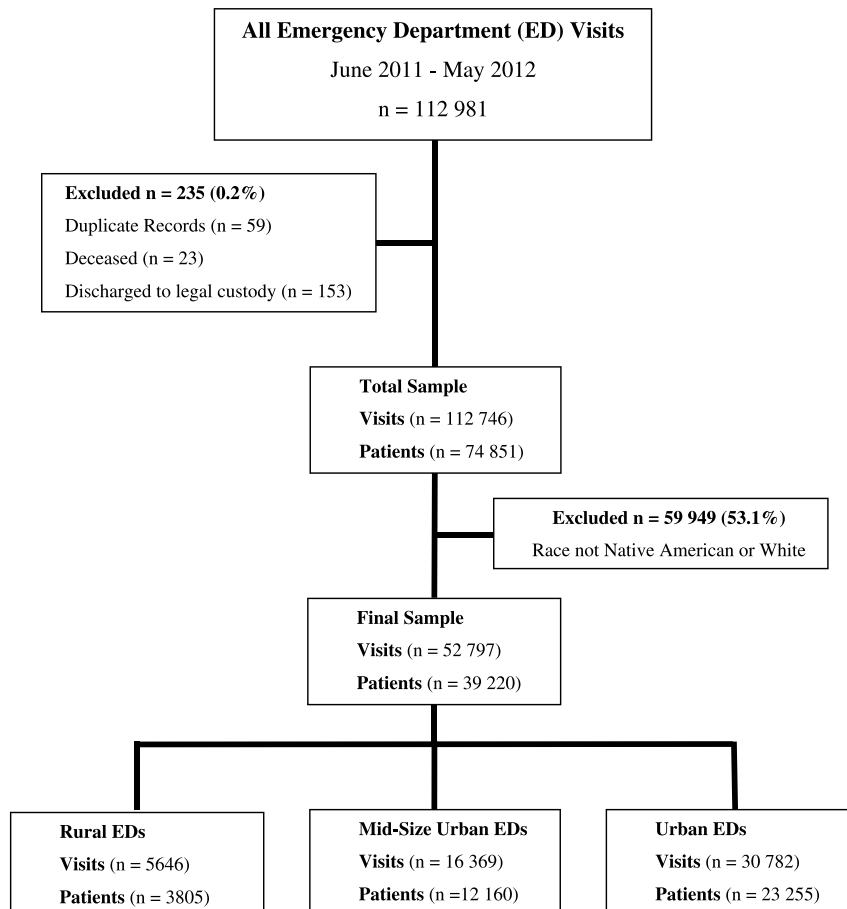 All Emergency Department (ED) Visits
June 2011 - May 2012
n = 112 981
Excluded n = 235 (0.2%)
Duplicate Records (n = 59)
Deceased (n = 23)
Discharged to legal custody (n = 153)
Total Sample
Visits (n = 112 746)
Patients (n = 74 851)
Excluded n = 59 949 (53.1%)
Race not Native American or White
Final Sample
Visits (n = 52 797)
Patients (n = 39 220)
Rural EDs
Visits (n = 5646)
Patients (n = 3805)
Mid-Size Urban EDs
Visits (n = 16 369)
Patients (n =12 160)
Urban EDs
Visits (n = 30 782)
Patients (n = 23 255)